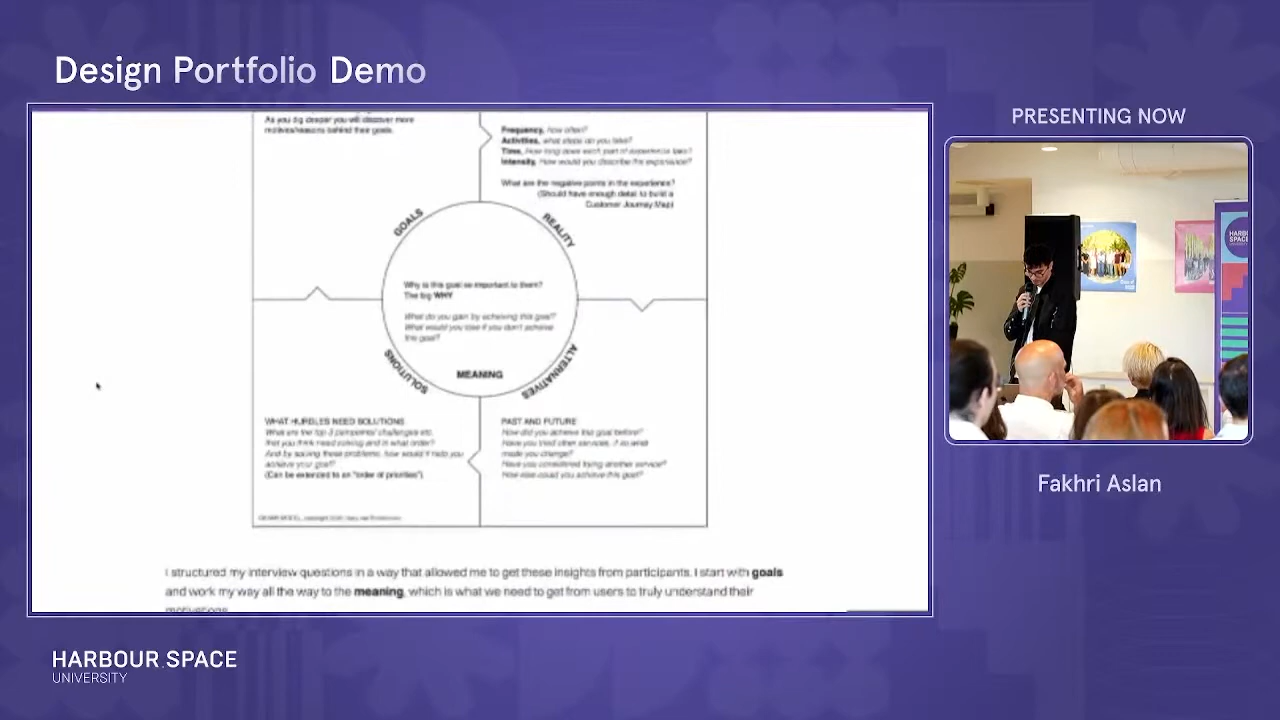 Design Portfolio Demo
PRESENTING NOW
As you dig deeper you will discover more
motives/reasons behind their goals.
Frequency, how often?
Activities, what steps do you take?
Time, How long does each part of experience take?
Intensity, How would you describe the experience?
What are the negative points in the experience?
(Should have enough detail to build a
Customer Journey Map)
GOALS
REALITY
Why is this goal so important to them?
The big WHY
What do you gain by achieving this goal?
What would you lose if you don't achieve
this goal?
SOLUTIONS
MEANING
ALTERNATIVES
WHAT HURDLES NEED SOLUTIONS
What are the top 3 painpoints/ challenges etc.
that you think need solving and in what order?
And by solving these problems, how would it help you
achieve your goal?
(Can be extended to an "order of priorities")
PAST AND FUTURE
How did you achieve this goal before?
Have you tried other services, if so what
made you change?
Have you considered trying another service?
How else could you achieve this goal?
I structured my interview questions in a way that allowed me to get these insights from participants. I start with goals
and work my way all the way to the meaning, which is what we need to get from users to truly understand their
motivations
HARBOUR
SPACE
Fakhri Aslan
HARBOUR.SPACE
UNIVERSITY